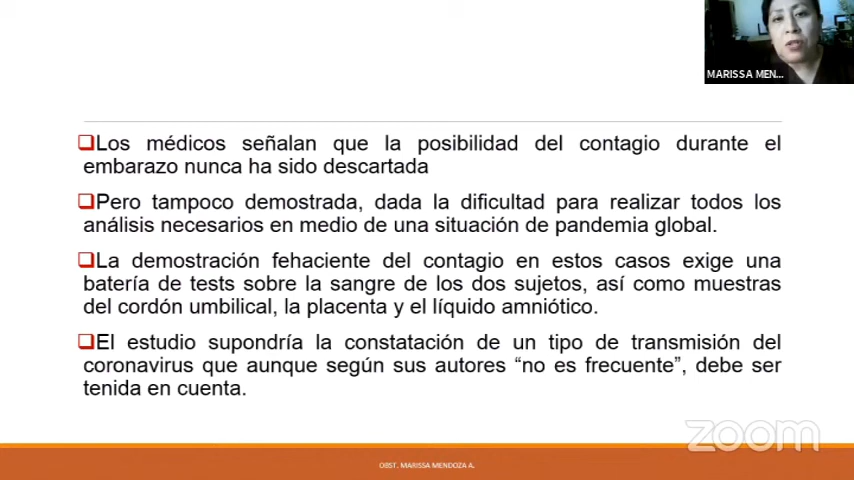 MARISSA MEN...
❑Los médicos señalan que la posibilidad del contagio durante el
embarazo nunca ha sido descartada
❑Pero tampoco demostrada, dada la dificultad para realizar todos los
análisis necesarios en medio de una situación de pandemia global.
❑La demostración fehaciente del contagio en estos casos exige una
batería de tests sobre la sangre de los dos sujetos, así como muestras
del cordón umbilical, la placenta y el líquido amniótico.
❑El estudio supondría la constatación de un tipo de transmisión del
coronavirus que aunque según sus autores “no es frecuente”, debe ser
tenida en cuenta.
zoom
OBST. MARISSA MENDOZA A.